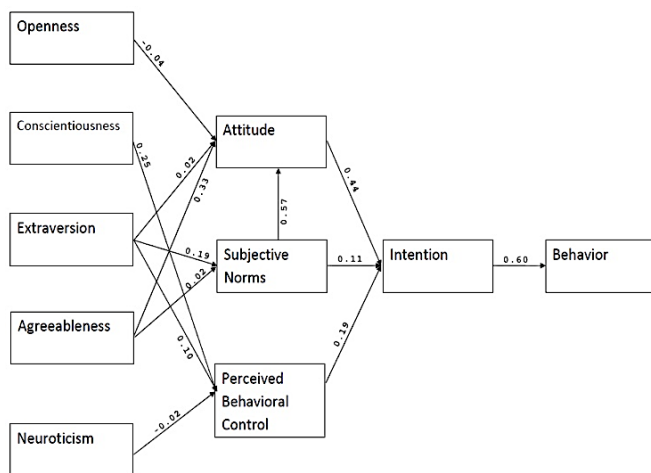 Openness
-0.04
Conscientiousness
0.25
Attitude
0.02
0.33
0.44
Extraversion
0.57
0.19
Subjective
Norms
0.11
Intention
0.60
Behavior
0.02
Agreeableness
0.10
0.19
Perceived
Behavioral
Control
-0.02
Neuroticism